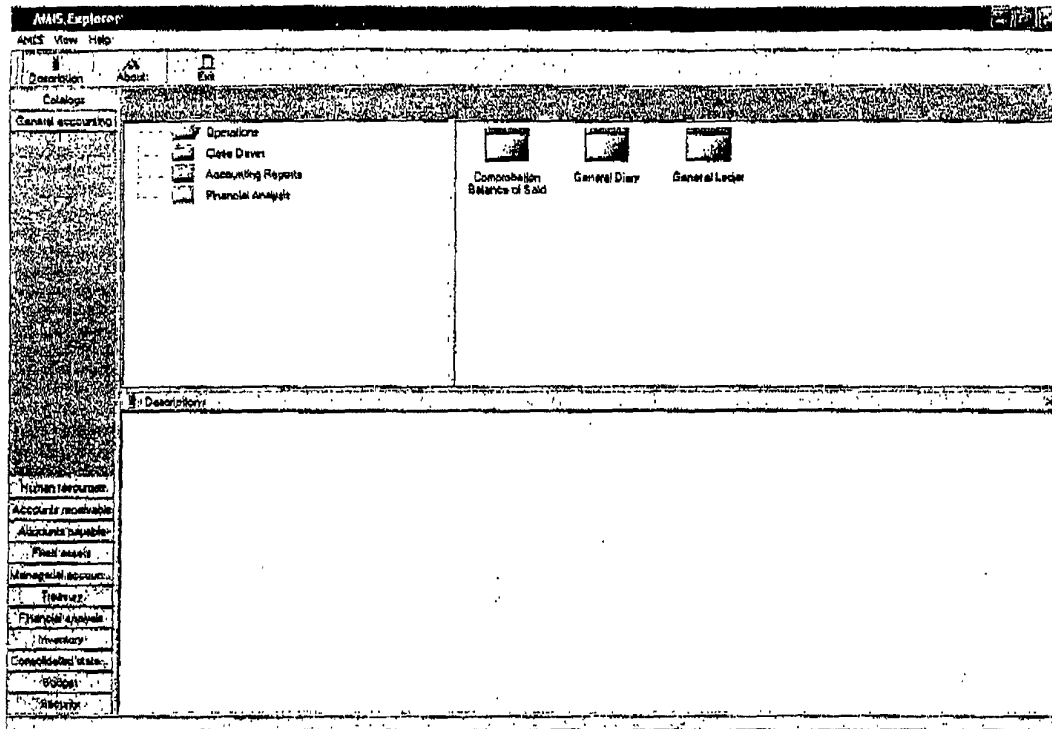 AMIS Explorer
AMIS View Help
Description About Exit
Catalogs
General accounting
Operations
Close Down
Accounting Reports
Financial Analysis
Comprobation
Balance of Sald
General Diary
General Ledger
Descriptions
Human resources
Accounts receivable
Accounts payable
Fixed assets
Managerial accoun...
Treasury
Financial analysis
Inventory
Consolidated state...
Budget
Security